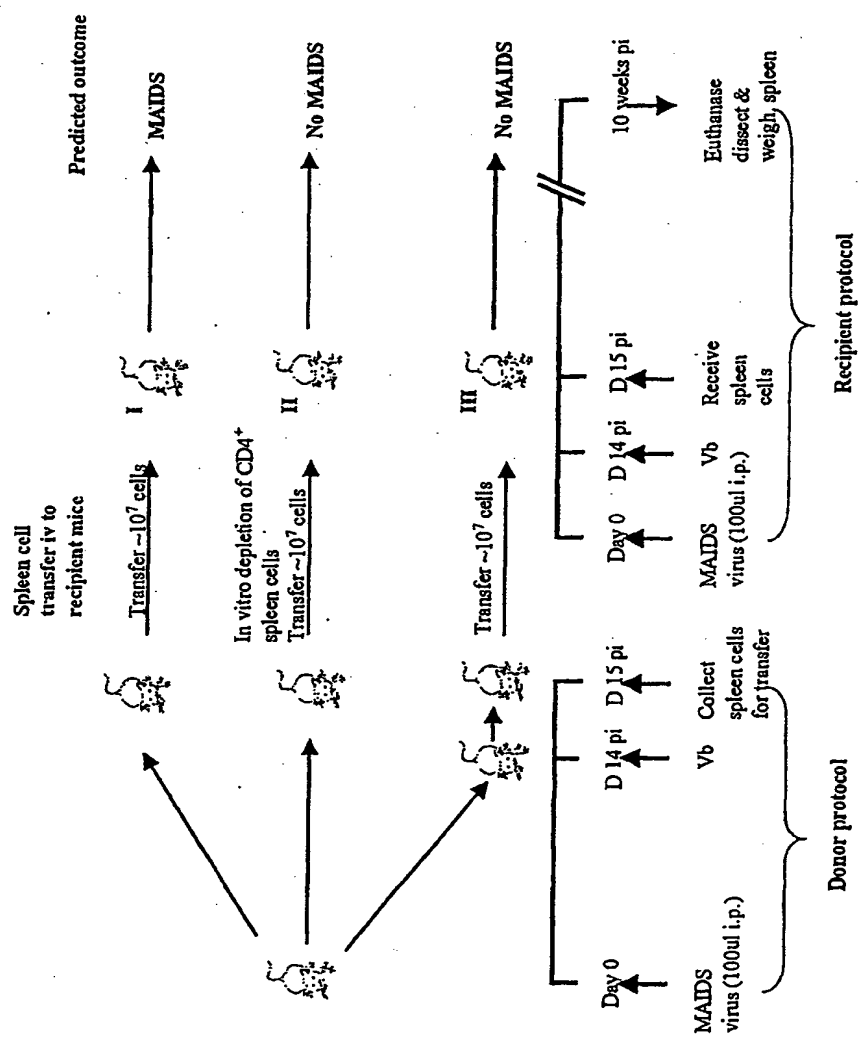 Spleen cell
transfer iv to
recipient mice
Predicted outcome
Transfer ~10⁷ cells
I
MAIDS
In vitro depletion of CD4⁺
spleen cells
Transfer ~10⁷ cells
II
No MAIDS
Transfer ~10⁷ cells
III
No MAIDS
Day 0
D 14 pi
D 15 pi
Day 0
D 14 pi
D 15 pi
10 weeks pi
MAIDS
virus (100ul i.p.)
Vb
Collect
spleen cells
for transfer
MAIDS
virus (100ul i.p.)
Vb
Receive
spleen
cells
Euthanase
dissect &
weigh, spleen
Donor protocol
Recipient protocol